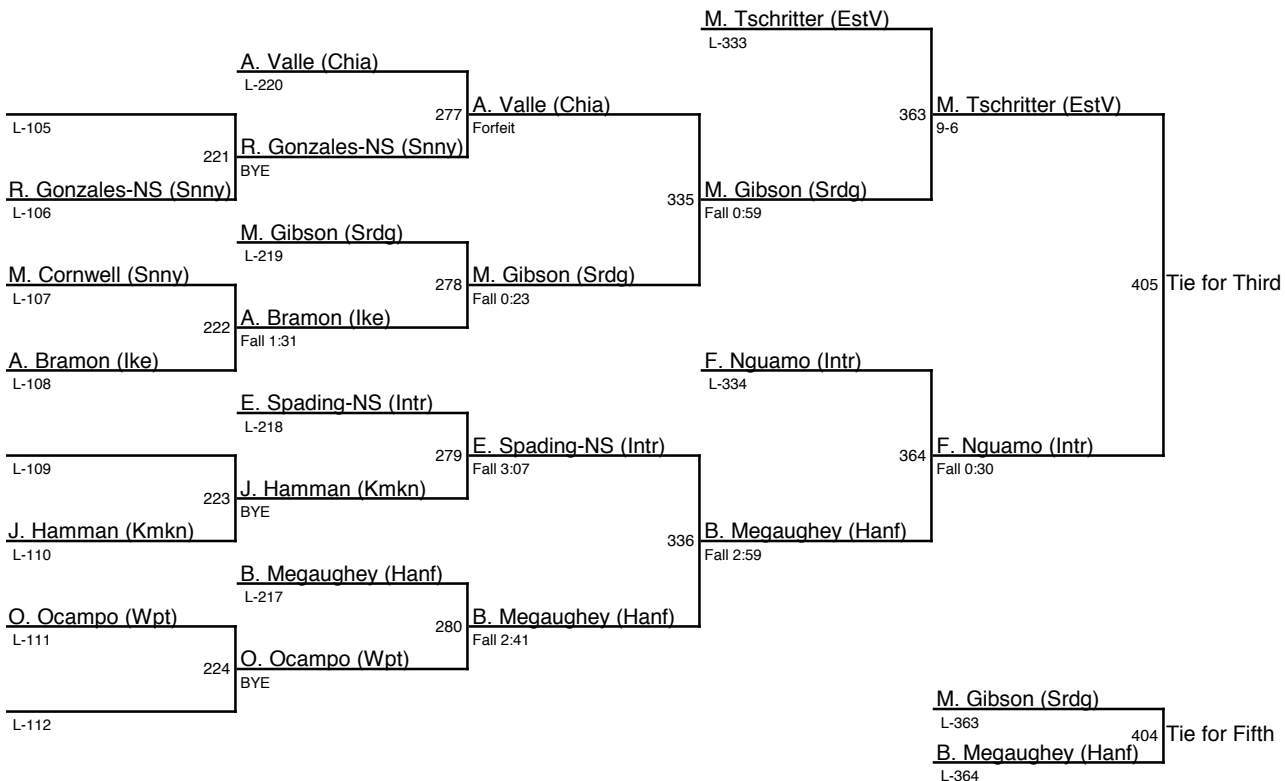 M. Tschritter (EstV)
L-333
A. Valle (Chia)
L-220
277
A. Valle (Chia)
Forfeit
363
M. Tschritter (EstV)
9-6
L-105
221
R. Gonzales-NS (Snny)
BYE
R. Gonzales-NS (Snny)
L-106
335
M. Gibson (Srdg)
Fall 0:59
M. Gibson (Srdg)
L-219
M. Cornwell (Snny)
L-107
278
M. Gibson (Srdg)
Fall 0:23
405
Tie for Third
222
A. Bramon (Ike)
Fall 1:31
A. Bramon (Ike)
L-108
F. Nguamo (Intr)
L-334
E. Spading-NS (Intr)
L-218
279
E. Spading-NS (Intr)
Fall 3:07
364
F. Nguamo (Intr)
Fall 0:30
L-109
223
J. Hamman (Kmkn)
BYE
J. Hamman (Kmkn)
L-110
336
B. Megaughey (Hanf)
Fall 2:59
B. Megaughey (Hanf)
L-217
O. Ocampo (Wpt)
L-111
280
B. Megaughey (Hanf)
Fall 2:41
224
O. Ocampo (Wpt)
BYE
L-112
M. Gibson (Srdg)
L-363
404
Tie for Fifth
B. Megaughey (Hanf)
L-364